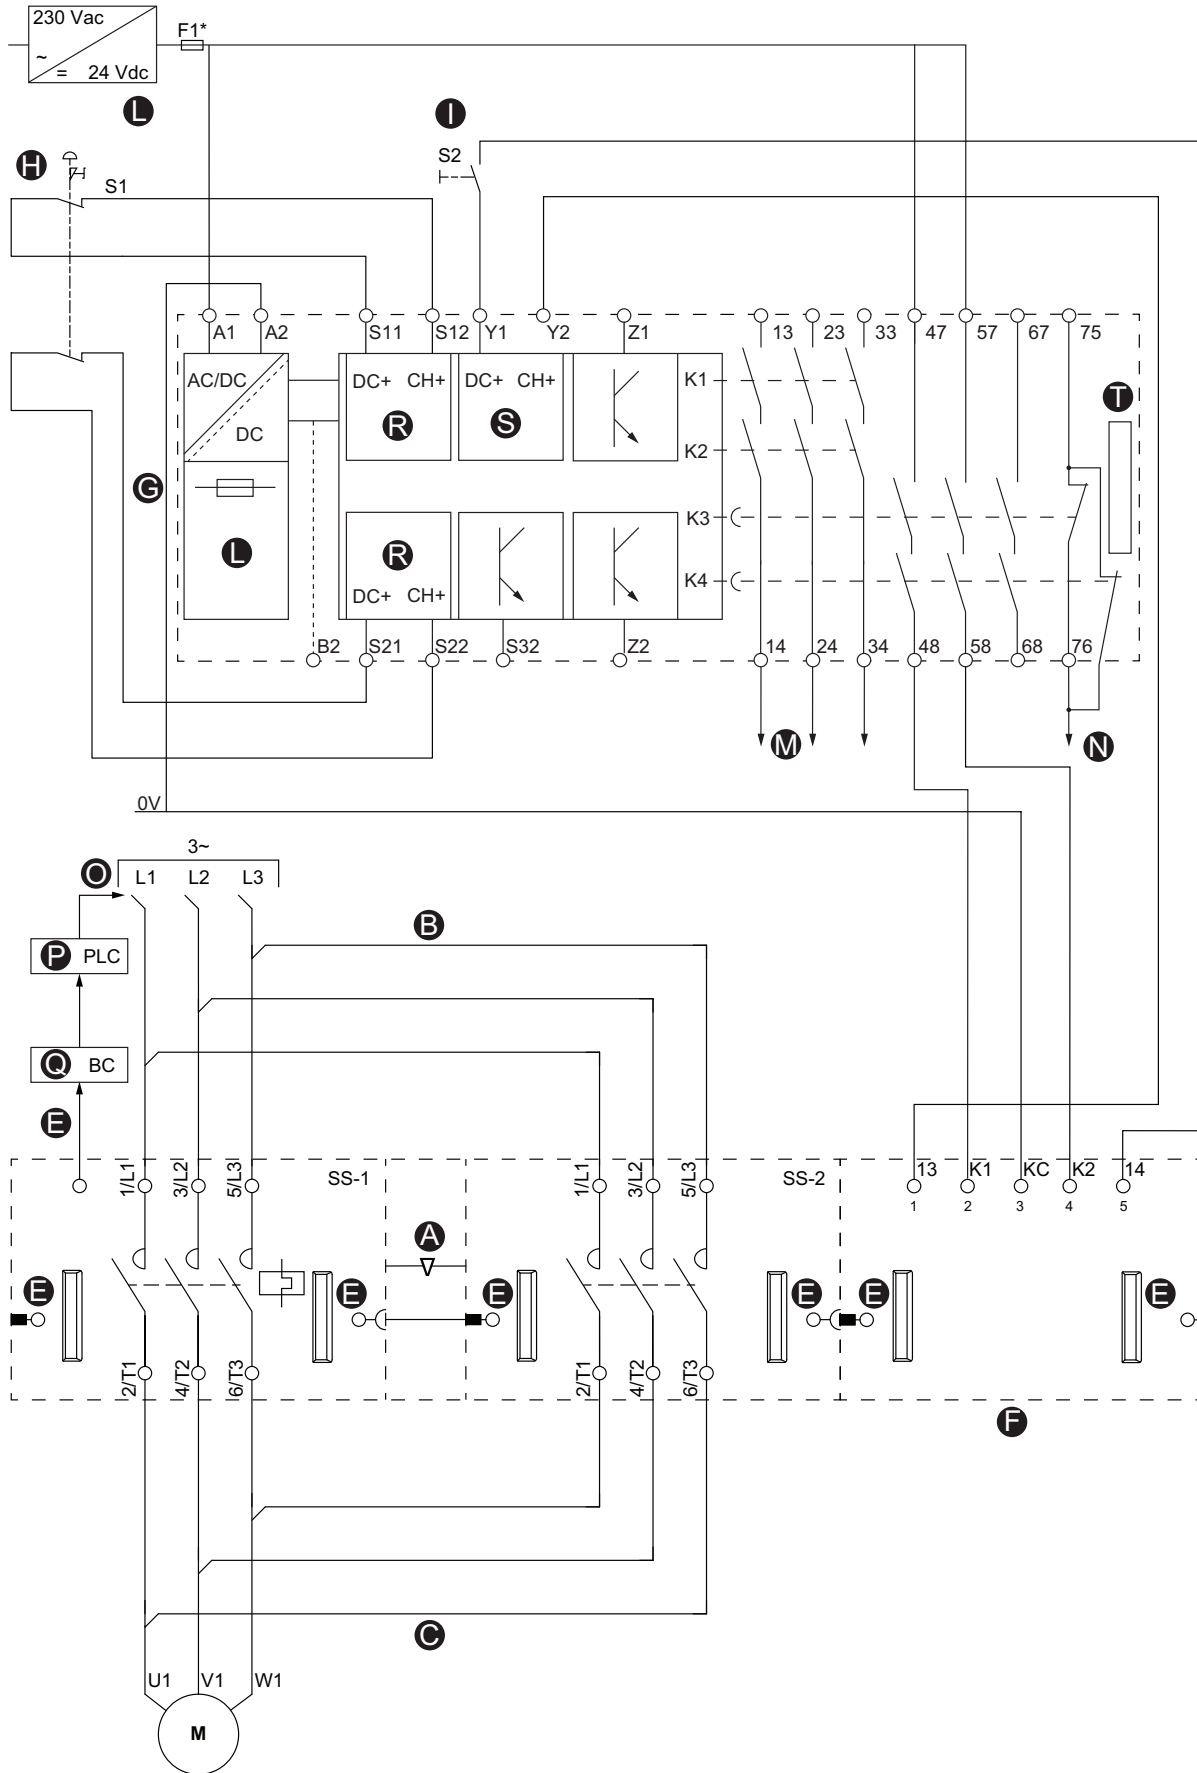 230 Vac
F1*
~
= 24 Vdc
L
I
H
S2
S1
A1 A2 S11 S12 Y1 Y2 Z1 13 23 33 47 57 67 75
AC/DC
DC+ CH+ DC+ CH+
K1
T
R S
DC
K2
G
K3
L R
K4
DC+ CH+
B2 S21 S22 S32 Z2 14 24 34 48 58 68 76
M N
0V
3~
O
L1 L2 L3
B
P PLC
Q BC
E
1/L1 3/L2 5/L3 SS-1 1/L1 3/L2 5/L3 SS-2 13 K1 KC K2 14
1 2 3 4 5
A
E E E E E E
2/T1 4/T2 6/T3 2/T1 4/T2 6/T3
F
C
U1 V1 W1
M